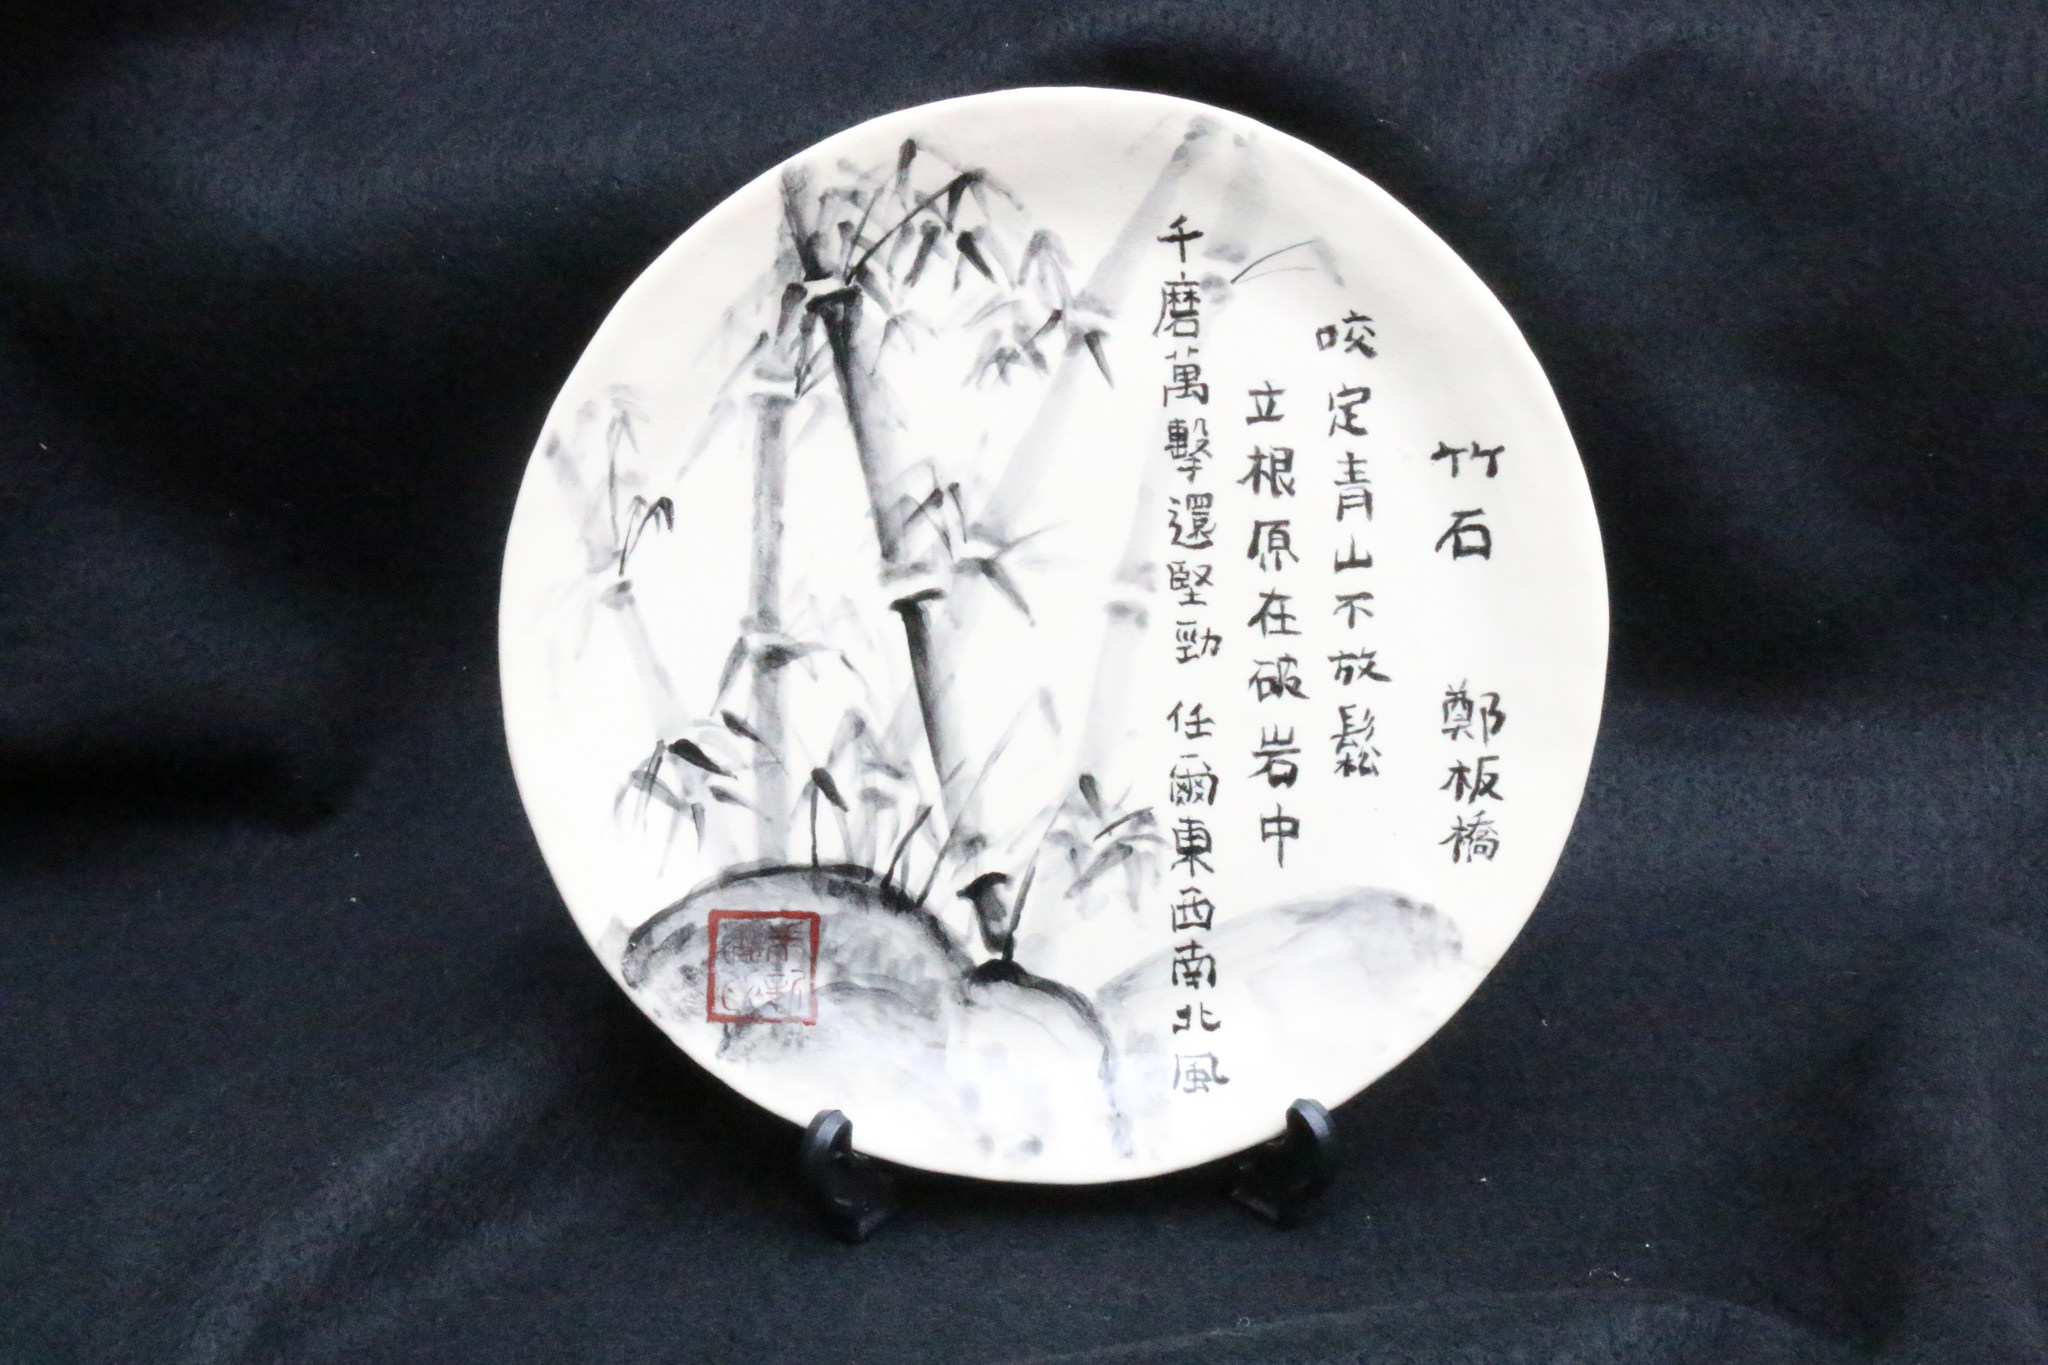 竹石 鄭板橋
咬定青山不放鬆
立根原在破岩中
千磨萬擊還堅勁 任爾東西南北風